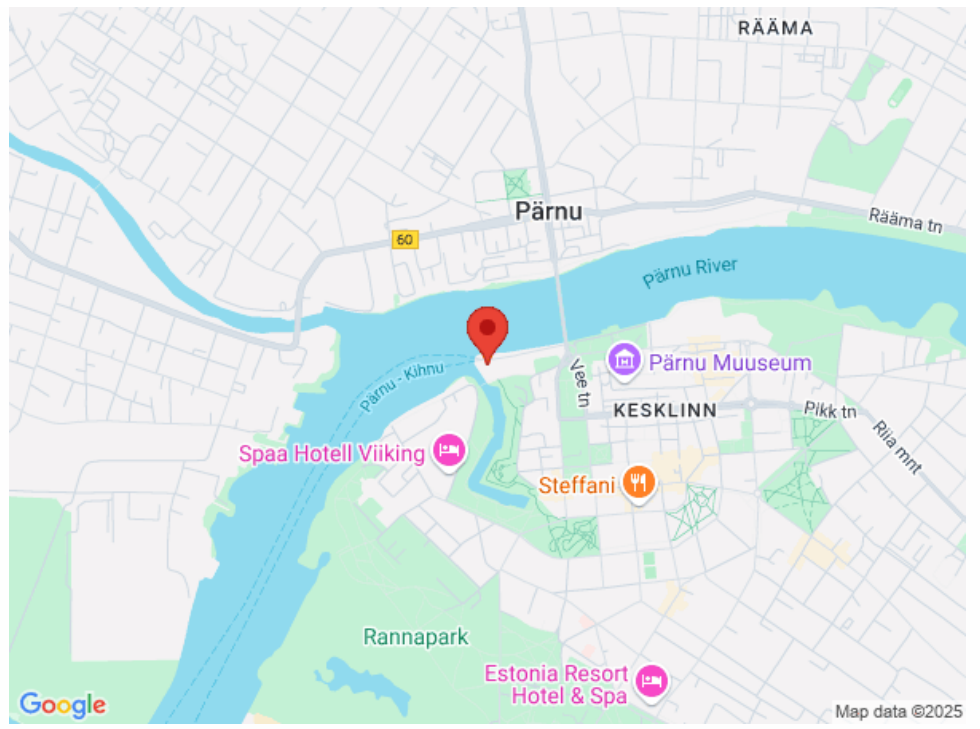 RÄÄMA
Pärnu
Rääma tn
60
Pärnu River
Pärnu - Kihnu
Vee tn
Pärnu Muuseum
KESKLINN
Pikk tn
Riia mnt
Spaa Hotell Viiking
Steffani
Rannapark
Estonia Resort
Hotel & Spa
Google
Map data ©2025